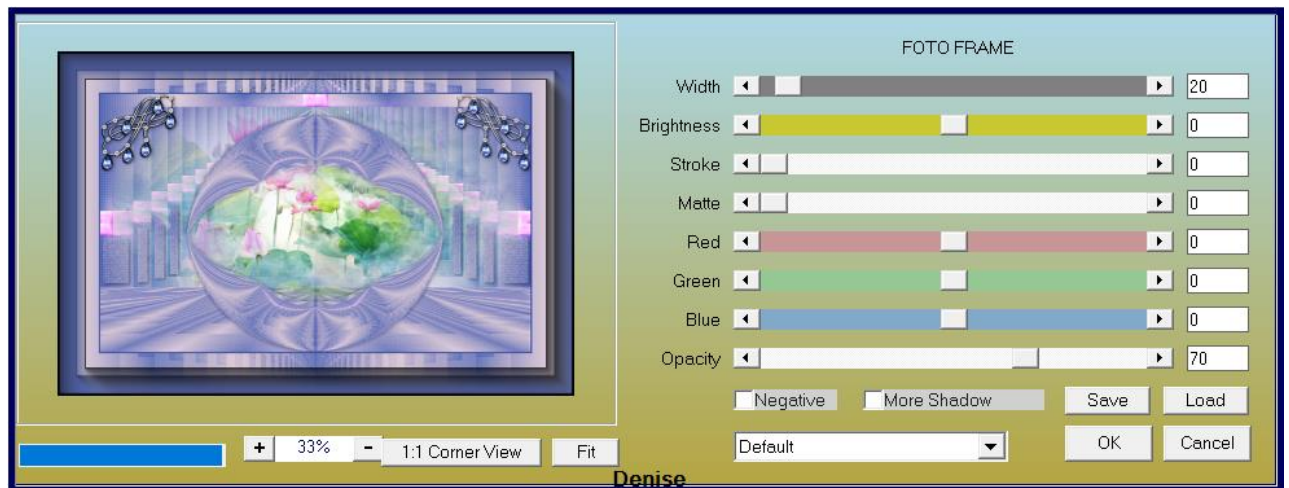 FOTO FRAME
Width 20
Brightness 0
Stroke 0
Matte 0
Red 0
Green 0
Blue 0
Opacity 70
Negative More Shadow Save Load
+ 33% - 1:1 Corner View Fit Default OK Cancel
Denise